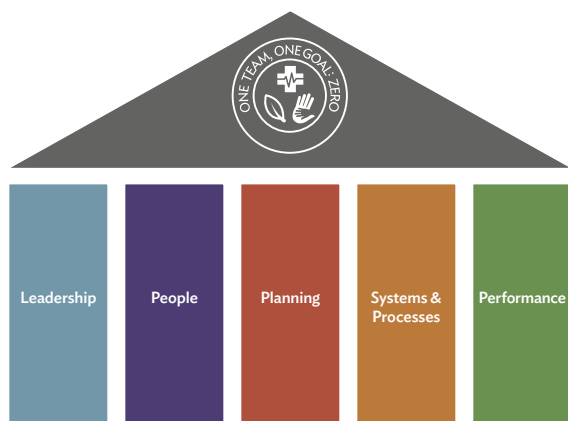 ONE TEAM, ONE GOAL: ZERO
Leadership
People
Planning
Systems &
Processes
Performance